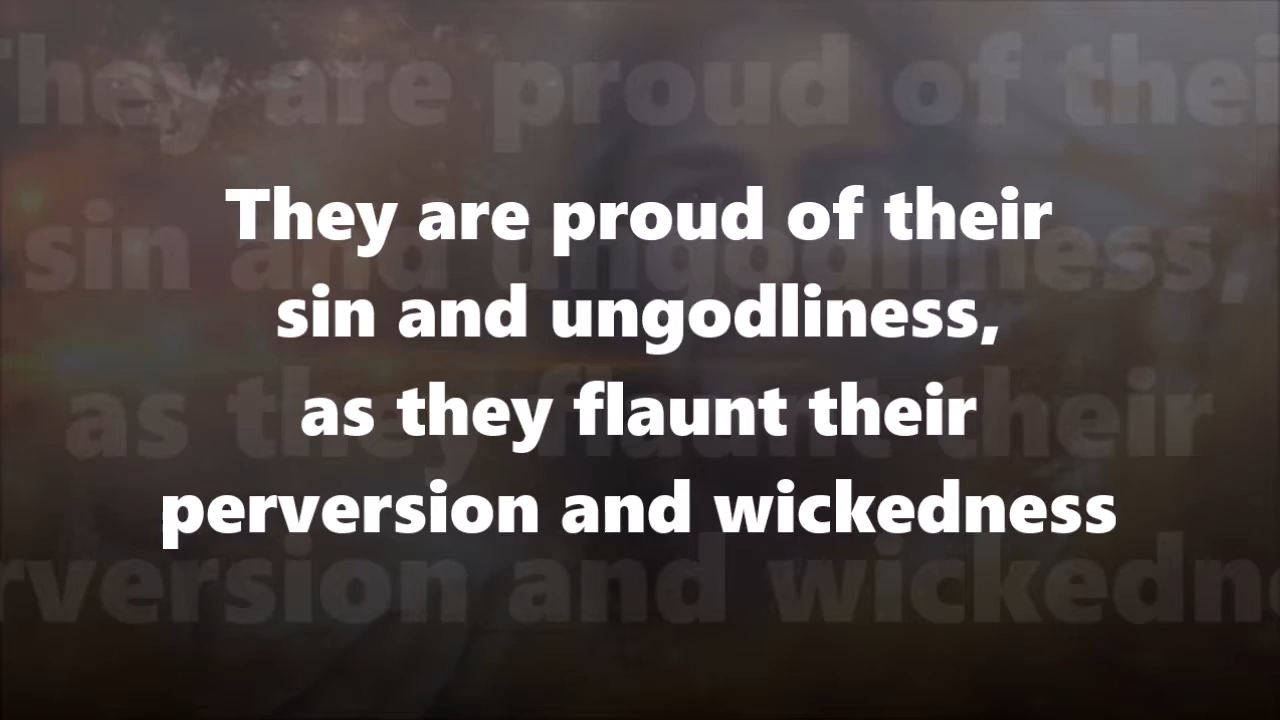 They are proud of their
sin and ungodliness,
as they flaunt their
perversion and wickedness